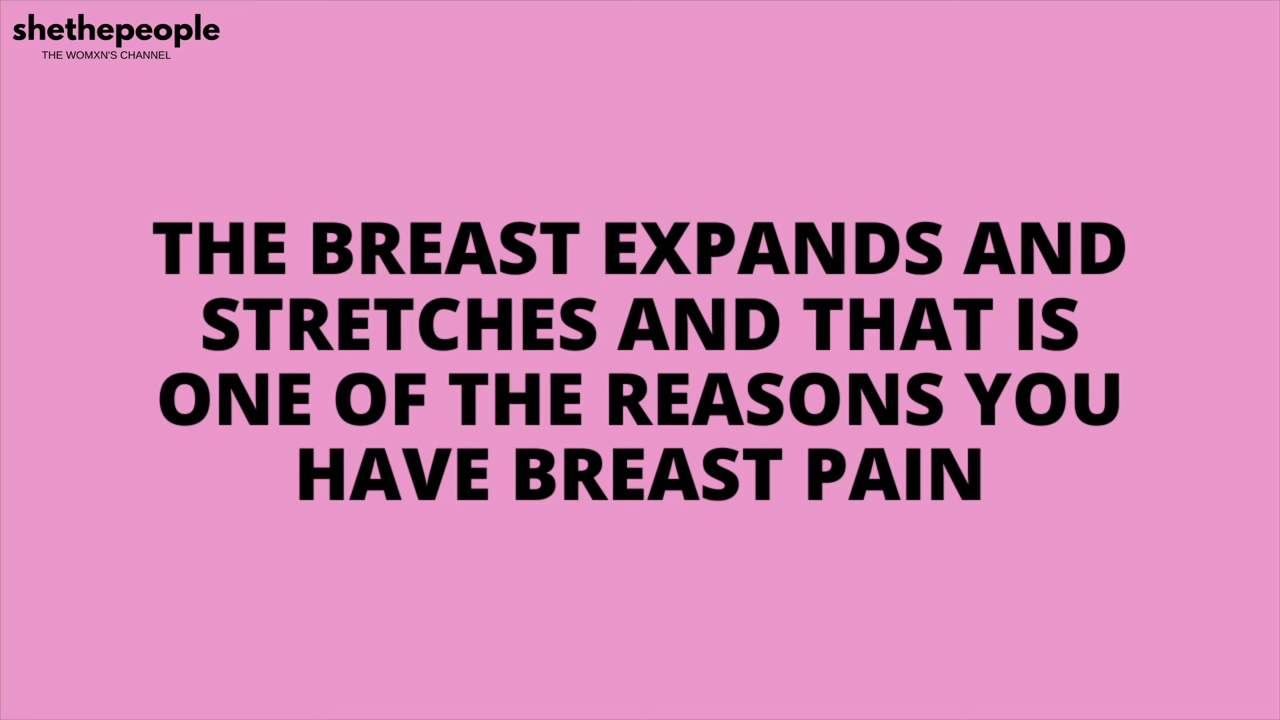 shethepeople
THE WOMXN'S CHANNEL
THE BREAST EXPANDS AND
STRETCHES AND THAT IS
ONE OF THE REASONS YOU
HAVE BREAST PAIN